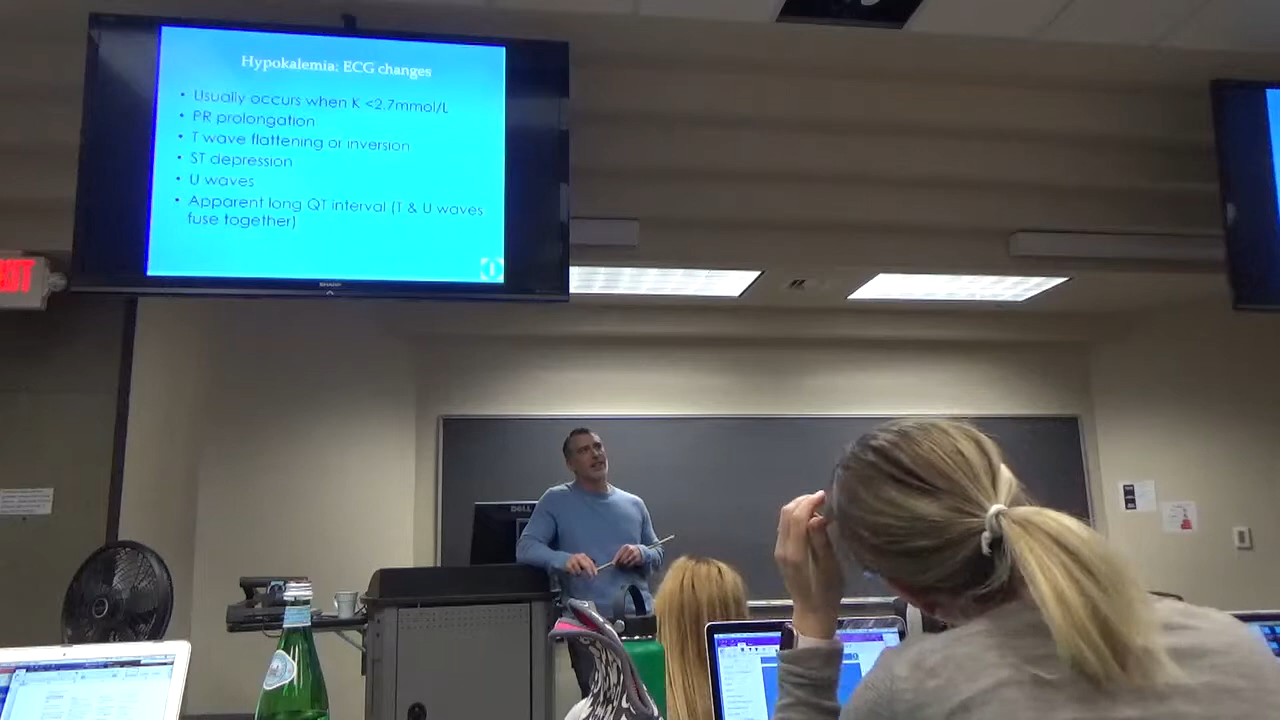 Hypokalemia: ECG changes
• Usually occurs when K <2.7mmol/L
• PR prolongation
• T wave flattening or inversion
• ST depression
• U waves
• Apparent long QT interval (T & U waves
fuse together)
SHARP
DELL